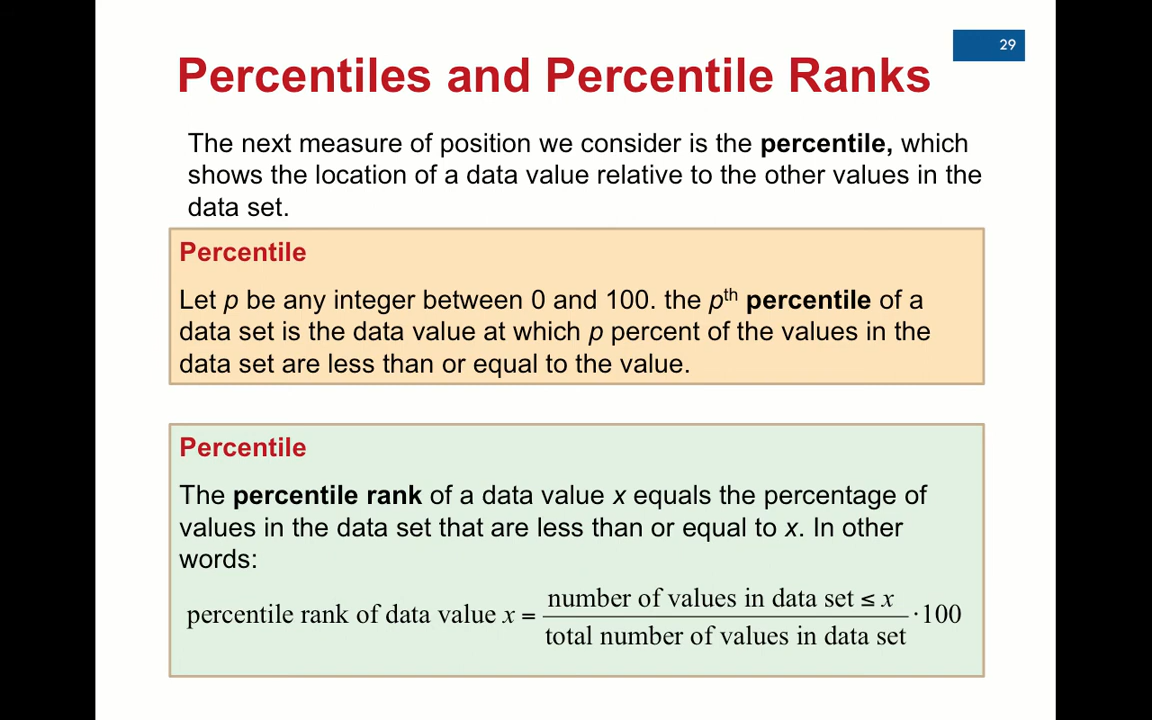 29
Percentiles and Percentile Ranks
The next measure of position we consider is the percentile, which
shows the location of a data value relative to the other values in the
data set.
Percentile
Let p be any integer between 0 and 100. the pth percentile of a
data set is the data value at which p percent of the values in the
data set are less than or equal to the value.
Percentile
The percentile rank of a data value x equals the percentage of
values in the data set that are less than or equal to x. In other
words:
number of values in data set ≤ x
percentile rank of data value x = ·100
total number of values in data set